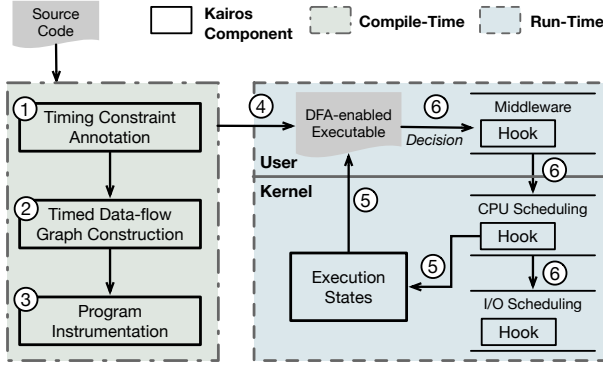 Source
Code
Kairos
Component
Compile-Time
Run-Time
1
Timing Constraint
Annotation
2
Timed Data-flow
Graph Construction
3
Program
Instrumentation
4
DFA-enabled
Executable
6
Decision
Middleware
Hook
User
Kernel
5
6
CPU Scheduling
Hook
5
6
Execution
States
I/O Scheduling
Hook